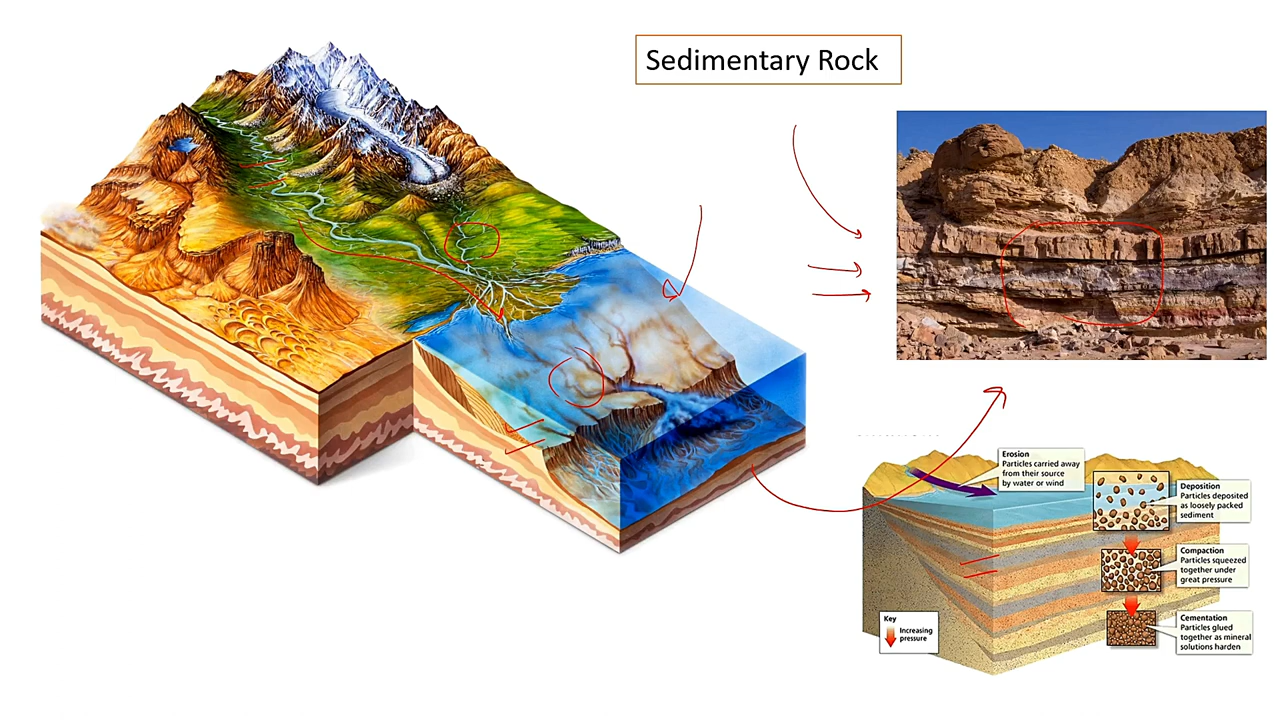 Sedimentary Rock
Erosion
Particles carried away
from their source
by water or wind
Deposition
Particles deposited
as loosely packed
sediment
Compaction
Particles squeezed
together under
great pressure
Cementation
Particles glued
together as mineral
solutions harden
Key
Increasing
pressure